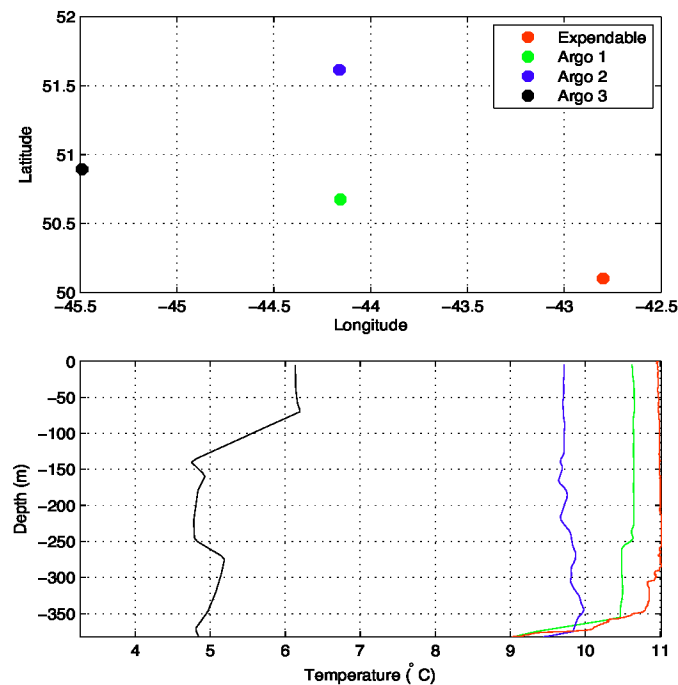 52
51.5
51
50.5
50
Latitude
Expendable
Argo 1
Argo 2
Argo 3
−45.5 −45 −44.5 −44 −43.5 −43 −42.5
Longitude
0
−50
−100
−150
−200
−250
−300
−350
Depth (m)
4 5 6 7 8 9 10 11
Temperature (° C)